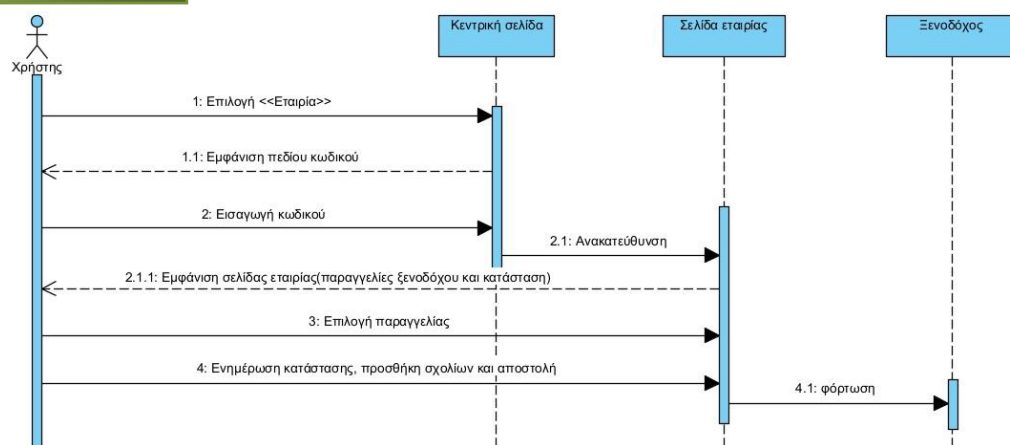 Κεντρική σελίδα
Σελίδα εταιρίας
Ξενοδόχος
Χρήστης
1: Επιλογή <<Εταιρία>>
1.1: Εμφάνιση πεδίου κωδικού
2: Εισαγωγή κωδικού
2.1: Ανακατεύθυνση
2.1.1: Εμφάνιση σελίδας εταιρίας(παραγγελίες ξενοδόχου και κατάσταση)
3: Επιλογή παραγγελίας
4: Ενημέρωση κατάστασης, προσθήκη σχολίων και αποστολή
4.1: φόρτωση